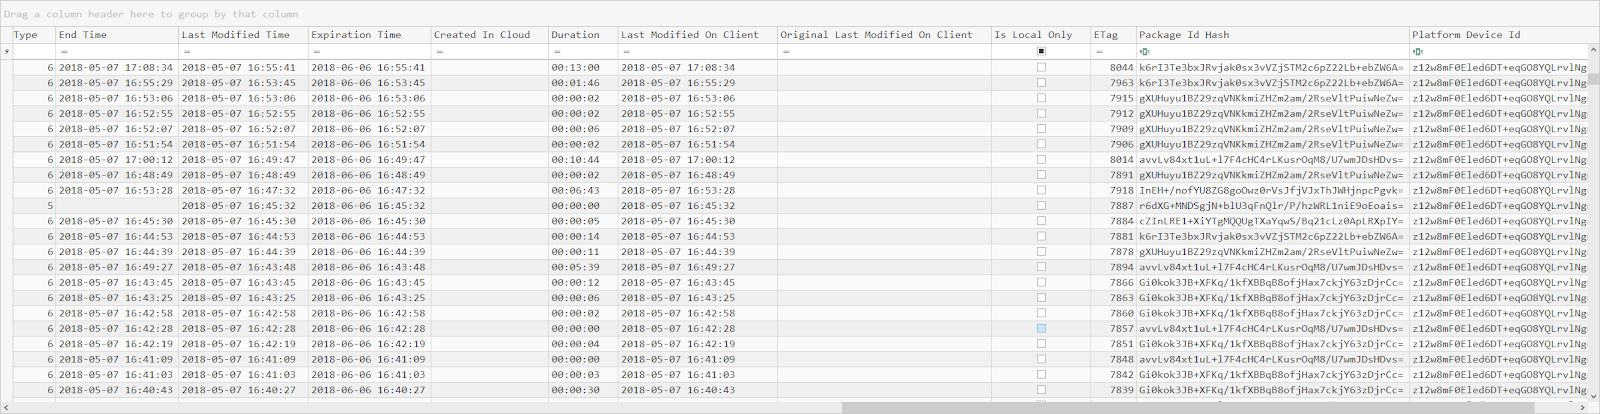 Drag a column header here to group by that column
Type End Time Last Modified Time Expiration Time Created In Cloud Duration Last Modified On Client Original Last Modified On Client Is Local Only ETag Package Id Hash Platform Device Id
= = = = = = = =
6 2018-05-07 17:08:34 2018-05-07 16:55:41 2018-06-06 16:55:41 00:13:00 2018-05-07 17:08:34 8044 k6rI3Te3bxJRvjak0sx3vVZjSTM2c6pZ22Lb+ebZW6A= z12w8mF0Eled6DT+eqGO8YQLrvlNg
6 2018-05-07 16:55:29 2018-05-07 16:53:45 2018-06-06 16:53:45 00:01:46 2018-05-07 16:55:29 7963 k6rI3Te3bxJRvjak0sx3vVZjSTM2c6pZ22Lb+ebZW6A= z12w8mF0Eled6DT+eqGO8YQLrvlNg
6 2018-05-07 16:53:06 2018-05-07 16:53:06 2018-06-06 16:53:06 00:00:02 2018-05-07 16:53:06 7915 gXUHuyu1BZ29zqVNKkmiZHZm2am/2RseVltPuiwNeZw= z12w8mF0Eled6DT+eqGO8YQLrvlNg
6 2018-05-07 16:52:55 2018-05-07 16:52:55 2018-06-06 16:52:55 00:00:02 2018-05-07 16:52:55 7912 gXUHuyu1BZ29zqVNKkmiZHZm2am/2RseVltPuiwNeZw= z12w8mF0Eled6DT+eqGO8YQLrvlNg
6 2018-05-07 16:52:07 2018-05-07 16:52:07 2018-06-06 16:52:07 00:00:06 2018-05-07 16:52:07 7909 gXUHuyu1BZ29zqVNKkmiZHZm2am/2RseVltPuiwNeZw= z12w8mF0Eled6DT+eqGO8YQLrvlNg
6 2018-05-07 16:51:54 2018-05-07 16:51:54 2018-06-06 16:51:54 00:00:02 2018-05-07 16:51:54 7906 gXUHuyu1BZ29zqVNKkmiZHZm2am/2RseVltPuiwNeZw= z12w8mF0Eled6DT+eqGO8YQLrvlNg
6 2018-05-07 17:00:12 2018-05-07 16:49:47 2018-06-06 16:49:47 00:10:44 2018-05-07 17:00:12 8014 avvLv84xt1uL+l7F4cHC4rLKusrOqM8/U7wmJDsHDvs= z12w8mF0Eled6DT+eqGO8YQLrvlNg
6 2018-05-07 16:48:49 2018-05-07 16:48:49 2018-06-06 16:48:49 00:00:02 2018-05-07 16:48:49 7891 gXUHuyu1BZ29zqVNKkmiZHZm2am/2RseVltPuiwNeZw= z12w8mF0Eled6DT+eqGO8YQLrvlNg
6 2018-05-07 16:53:28 2018-05-07 16:47:32 2018-06-06 16:47:32 00:06:43 2018-05-07 16:53:28 7918 InEH+/nofYU8ZG8goOwz0rVsJfjVJxThJWHjnpcPgvk= z12w8mF0Eled6DT+eqGO8YQLrvlNg
5 2018-05-07 16:45:32 2018-06-06 16:45:32 00:00:00 2018-05-07 16:45:32 7887 r6dXG+MNDSgjN+blU3qFnQlr/P/hzWRL1niE9oEoais= z12w8mF0Eled6DT+eqGO8YQLrvlNg
6 2018-05-07 16:45:30 2018-05-07 16:45:30 2018-06-06 16:45:30 00:00:05 2018-05-07 16:45:30 7884 cZInLRE1+XiYTgMQQUgTXaYqwS/Bq21cLz0ApLRXpIY= z12w8mF0Eled6DT+eqGO8YQLrvlNg
6 2018-05-07 16:44:53 2018-05-07 16:44:53 2018-06-06 16:44:53 00:00:14 2018-05-07 16:44:53 7881 k6rI3Te3bxJRvjak0sx3vVZjSTM2c6pZ22Lb+ebZW6A= z12w8mF0Eled6DT+eqGO8YQLrvlNg
6 2018-05-07 16:44:39 2018-05-07 16:44:39 2018-06-06 16:44:39 00:00:11 2018-05-07 16:44:39 7878 gXUHuyu1BZ29zqVNKkmiZHZm2am/2RseVltPuiwNeZw= z12w8mF0Eled6DT+eqGO8YQLrvlNg
6 2018-05-07 16:49:27 2018-05-07 16:43:48 2018-06-06 16:43:48 00:05:39 2018-05-07 16:49:27 7894 avvLv84xt1uL+l7F4cHC4rLKusrOqM8/U7wmJDsHDvs= z12w8mF0Eled6DT+eqGO8YQLrvlNg
6 2018-05-07 16:43:45 2018-05-07 16:43:45 2018-06-06 16:43:45 00:00:12 2018-05-07 16:43:45 7866 Gi0kok3JB+XFKq/1kfXBBqB8ofjHax7ckjY63zDjrCc= z12w8mF0Eled6DT+eqGO8YQLrvlNg
6 2018-05-07 16:43:25 2018-05-07 16:43:25 2018-06-06 16:43:25 00:00:06 2018-05-07 16:43:25 7863 Gi0kok3JB+XFKq/1kfXBBqB8ofjHax7ckjY63zDjrCc= z12w8mF0Eled6DT+eqGO8YQLrvlNg
6 2018-05-07 16:42:58 2018-05-07 16:42:58 2018-06-06 16:42:58 00:00:02 2018-05-07 16:42:58 7860 Gi0kok3JB+XFKq/1kfXBBqB8ofjHax7ckjY63zDjrCc= z12w8mF0Eled6DT+eqGO8YQLrvlNg
6 2018-05-07 16:42:28 2018-05-07 16:42:28 2018-06-06 16:42:28 00:00:00 2018-05-07 16:42:28 7857 avvLv84xt1uL+l7F4cHC4rLKusrOqM8/U7wmJDsHDvs= z12w8mF0Eled6DT+eqGO8YQLrvlNg
6 2018-05-07 16:42:19 2018-05-07 16:42:19 2018-06-06 16:42:19 00:00:04 2018-05-07 16:42:19 7851 Gi0kok3JB+XFKq/1kfXBBqB8ofjHax7ckjY63zDjrCc= z12w8mF0Eled6DT+eqGO8YQLrvlNg
6 2018-05-07 16:41:09 2018-05-07 16:41:09 2018-06-06 16:41:09 00:00:00 2018-05-07 16:41:09 7848 avvLv84xt1uL+l7F4cHC4rLKusrOqM8/U7wmJDsHDvs= z12w8mF0Eled6DT+eqGO8YQLrvlNg
6 2018-05-07 16:41:03 2018-05-07 16:41:03 2018-06-06 16:41:03 00:00:03 2018-05-07 16:41:03 7842 Gi0kok3JB+XFKq/1kfXBBqB8ofjHax7ckjY63zDjrCc= z12w8mF0Eled6DT+eqGO8YQLrvlNg
6 2018-05-07 16:40:43 2018-05-07 16:40:27 2018-06-06 16:40:27 00:00:30 2018-05-07 16:40:43 7839 Gi0kok3JB+XFKq/1kfXBBqB8ofjHax7ckjY63zDjrCc= z12w8mF0Eled6DT+eqGO8YQLrvlNg